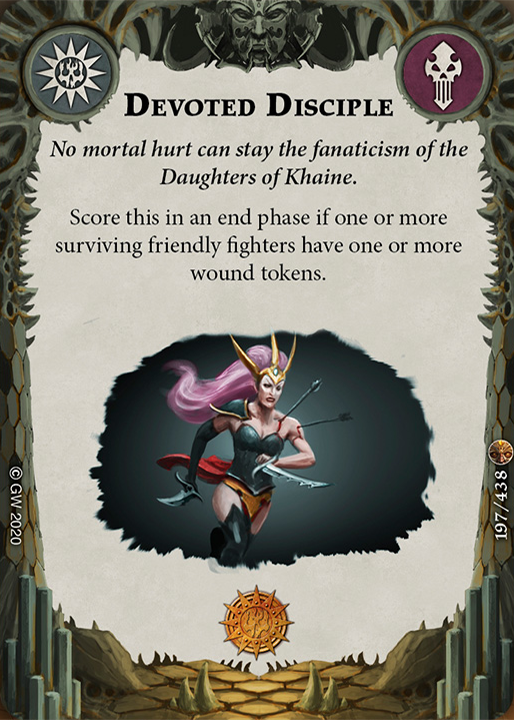 Devoted Disciple
No mortal hurt can stay the fanaticism of the
Daughters of Khaine.
Score this in an end phase if one or more
surviving friendly fighters have one or more
wound tokens.
© GW 2020
197/438